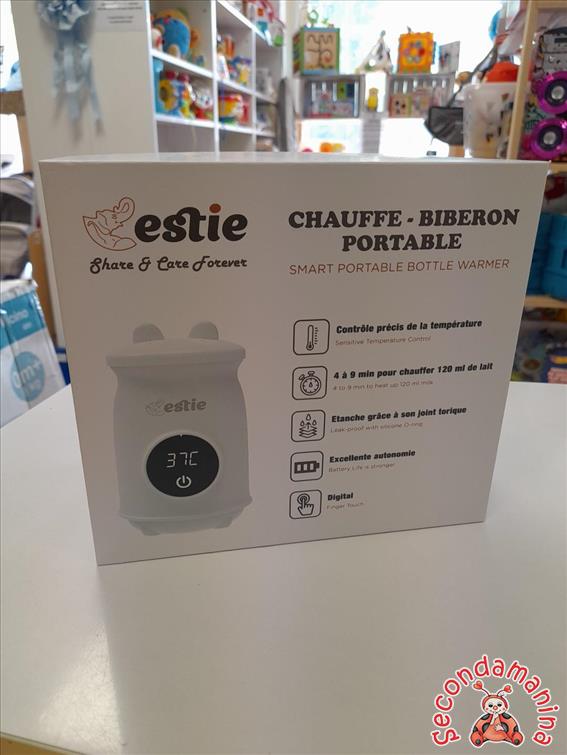 estie
Share & Care Forever
CHAUFFE - BIBERON
PORTABLE
SMART PORTABLE BOTTLE WARMER
Contrôle précis de la température
Sensitive Temperature Control
4 à 9 min pour chauffer 120 ml de lait
4 to 9 min to heat up 120 ml milk
Etanche grâce à son joint torique
Leak-proof with silicone O-ring
Excellente autonomie
Battery Life is stronger
Digital
Finger Touch
estie
37C
secondamanina